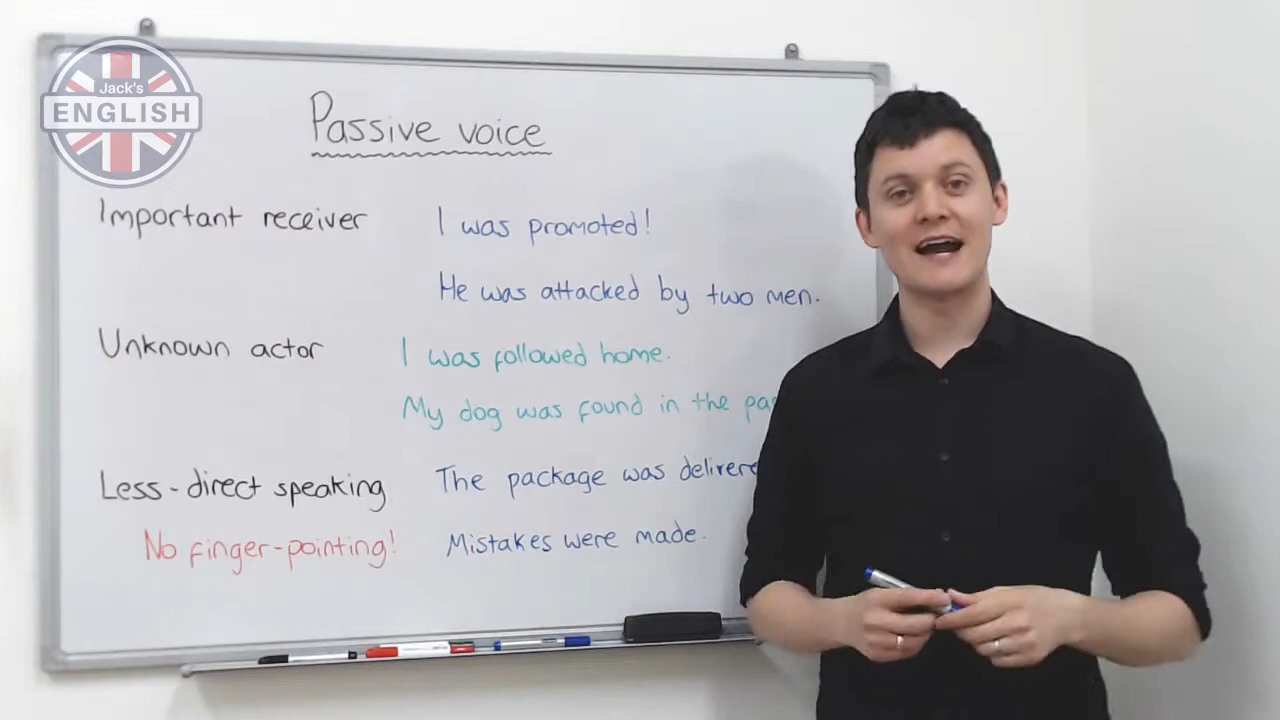 Jack's
ENGLISH
Passive voice
Important receiver I was promoted!
He was attacked by two men.
Unknown actor I was followed home.
My dog was found in the
Less-direct speaking The package was
No finger-pointing! Mistakes were made.